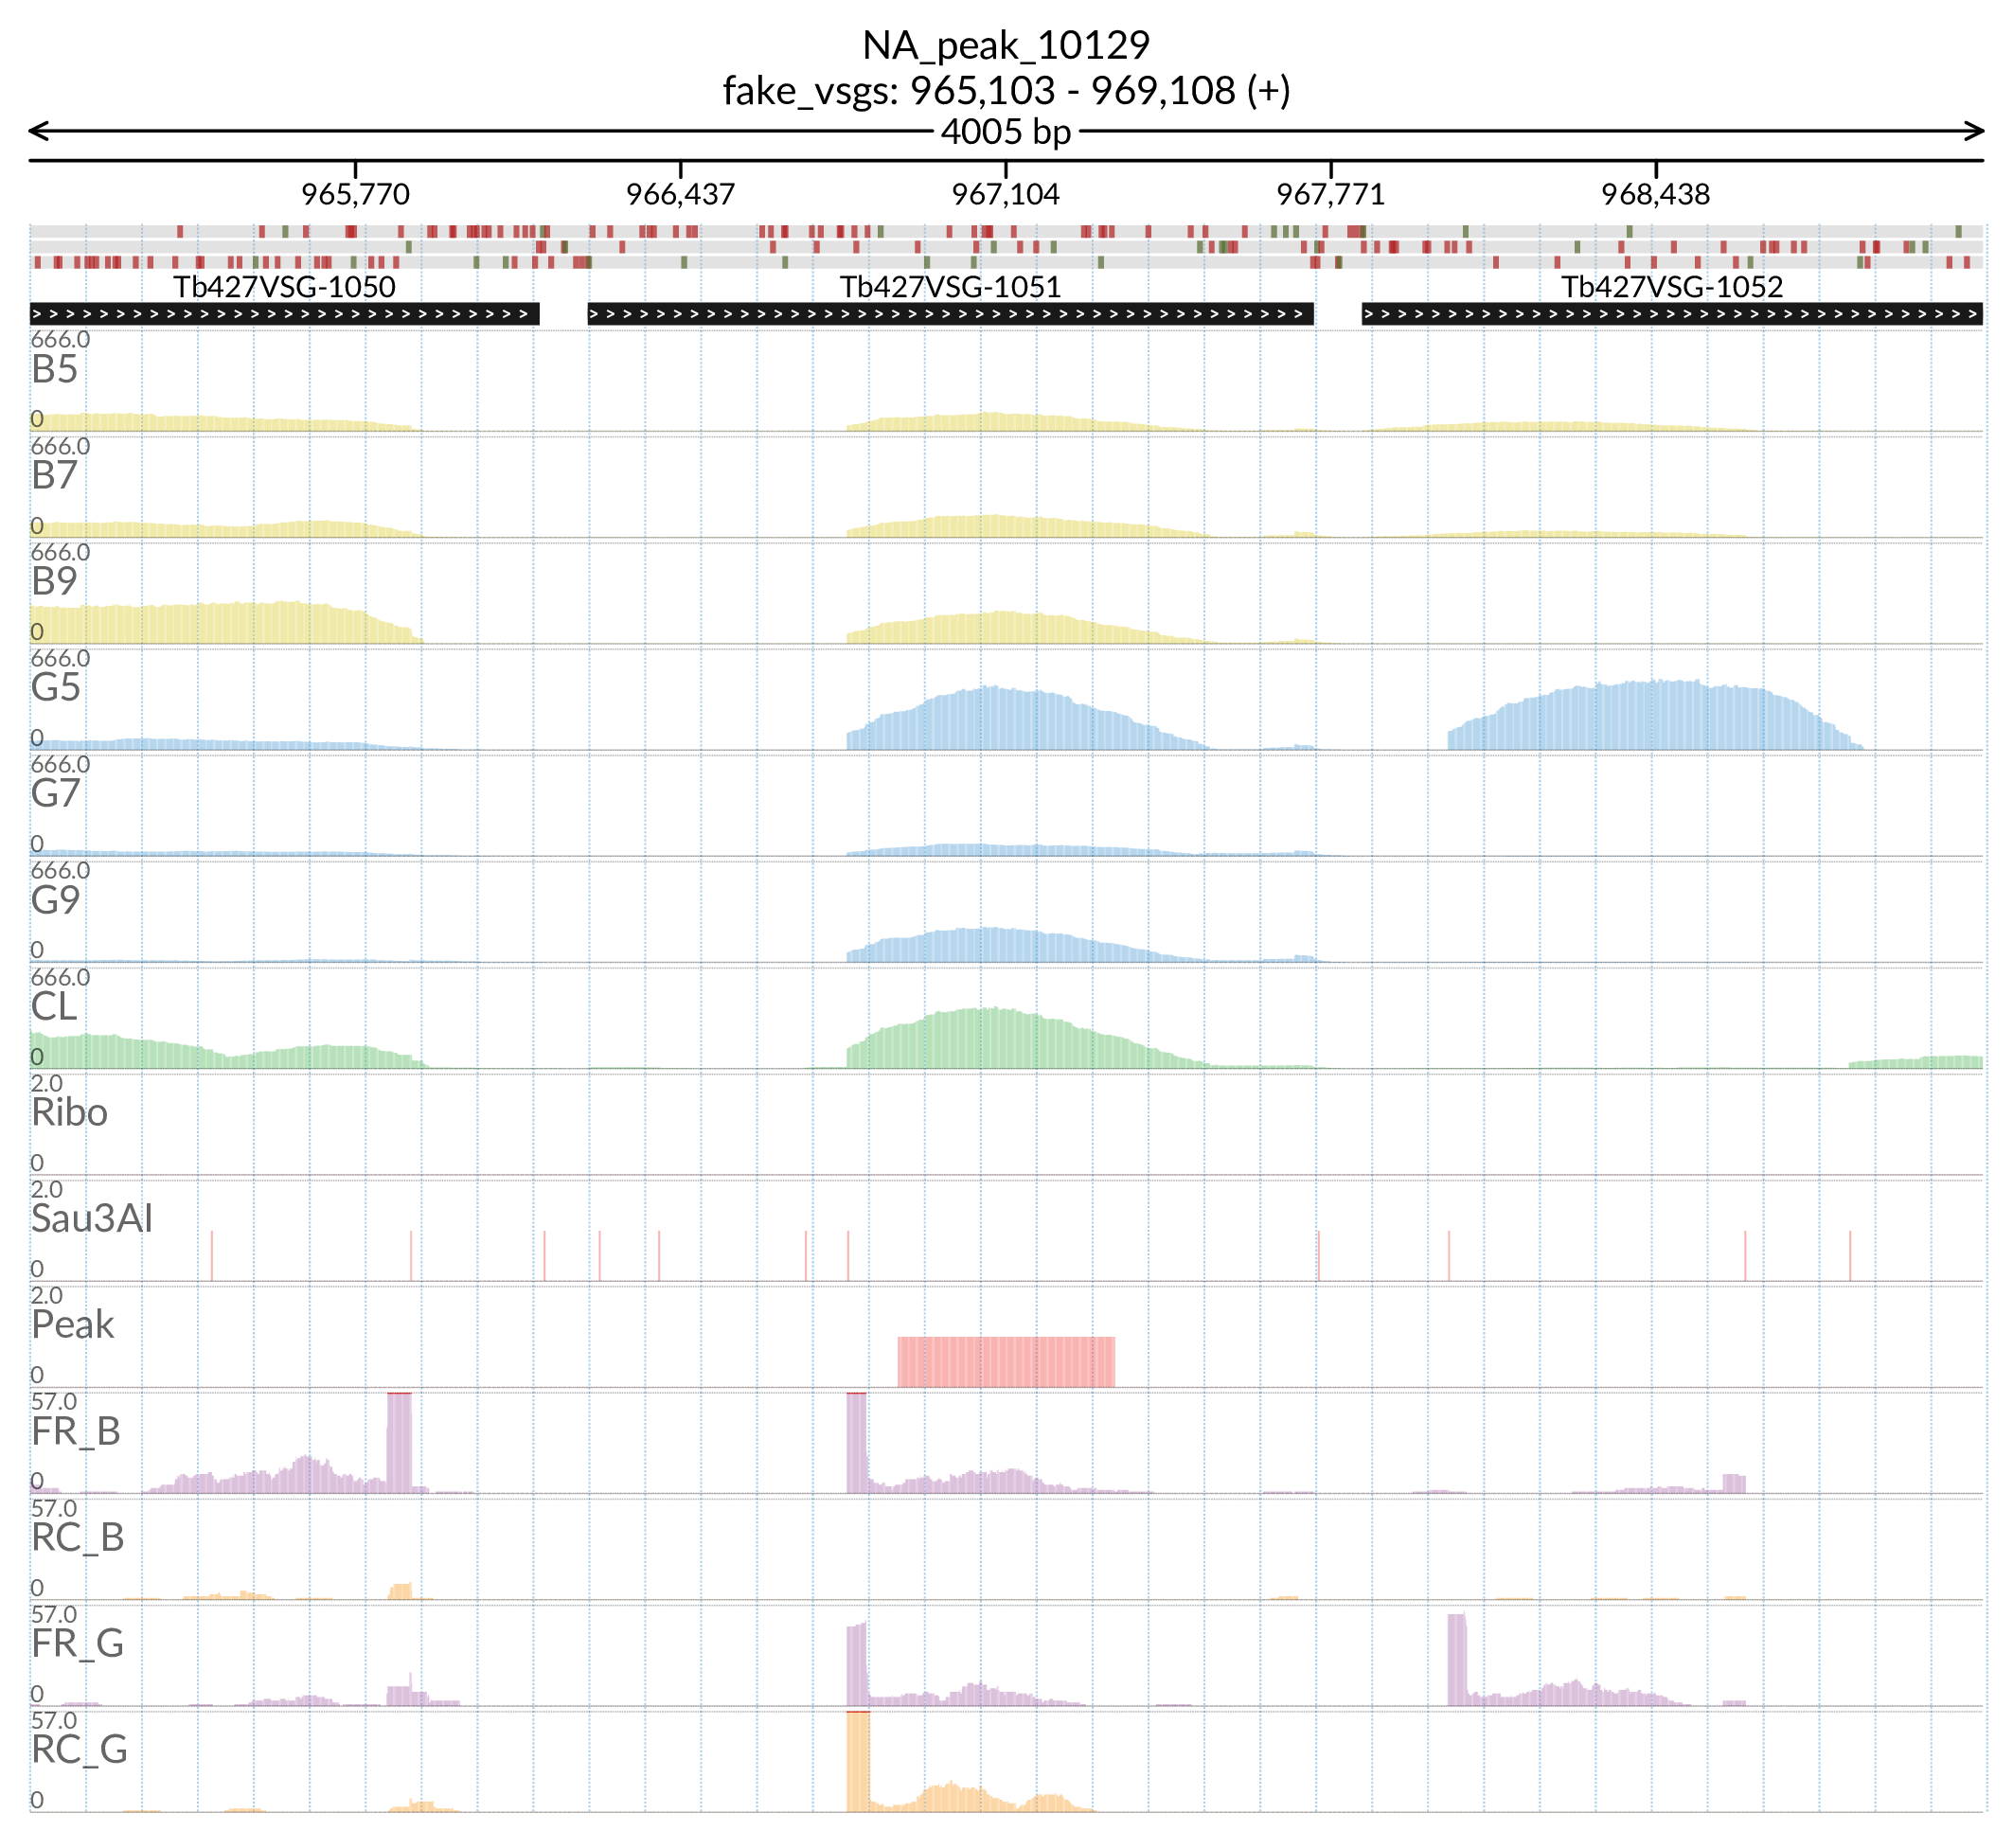 NA_peak_10129
fake_vsgs: 965,103 - 969,108 (+)
4005 bp
965,770 966,437 967,104 967,771 968,438
Tb427VSG-1050 Tb427VSG-1051 Tb427VSG-1052
666.0
B5
0
666.0
B7
0
666.0
B9
0
666.0
G5
0
666.0
G7
0
666.0
G9
0
666.0
CL
0
2.0
Ribo
0
2.0
Sau3AI
0
2.0
Peak
0
57.0
FR_B
0
57.0
RC_B
0
57.0
FR_G
0
57.0
RC_G
0